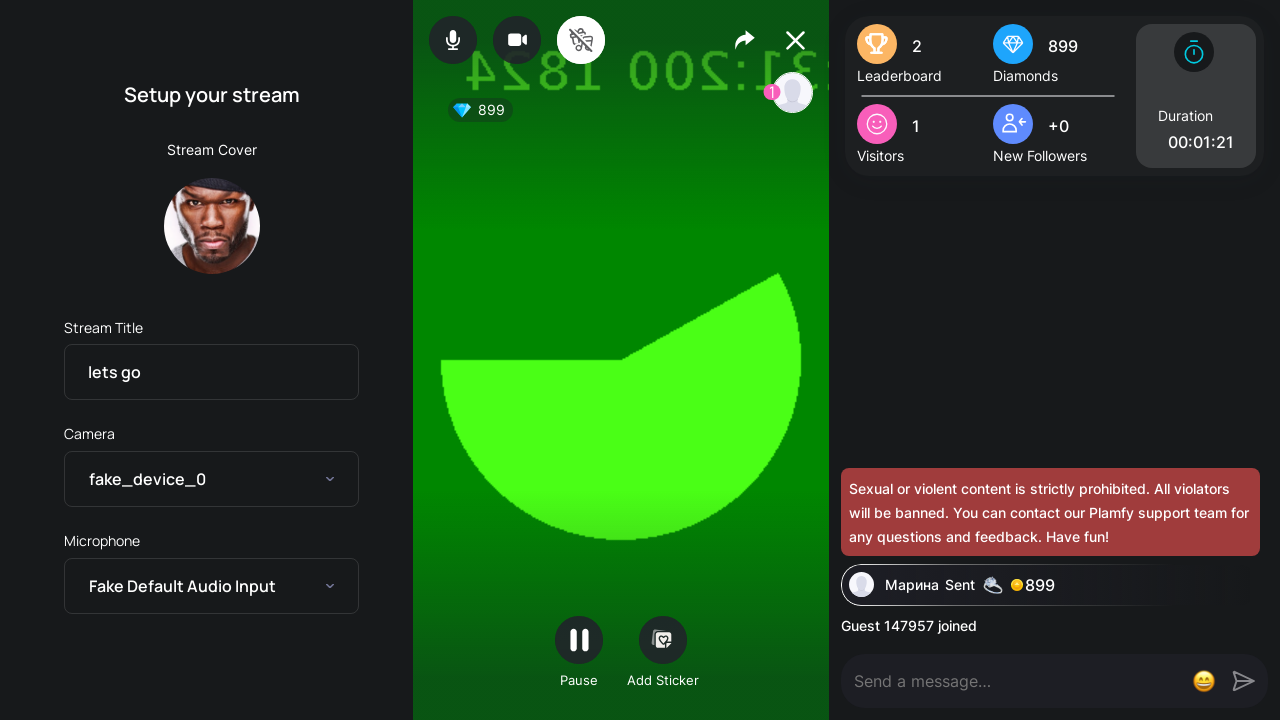 Setup your stream
Stream Cover
Stream Title
lets go
Camera
fake_device_0
Microphone
Fake Default Audio Input
:31:200 1824
899
1
Pause
Add Sticker
2
Leaderboard
899
Diamonds
1
Visitors
+0
New Followers
Duration
00:01:21
Sexual or violent content is strictly prohibited. All violators
will be banned. You can contact our Plamfy support team for
any questions and feedback. Have fun!
Марина Sent 899
Guest 147957 joined
Send a message...